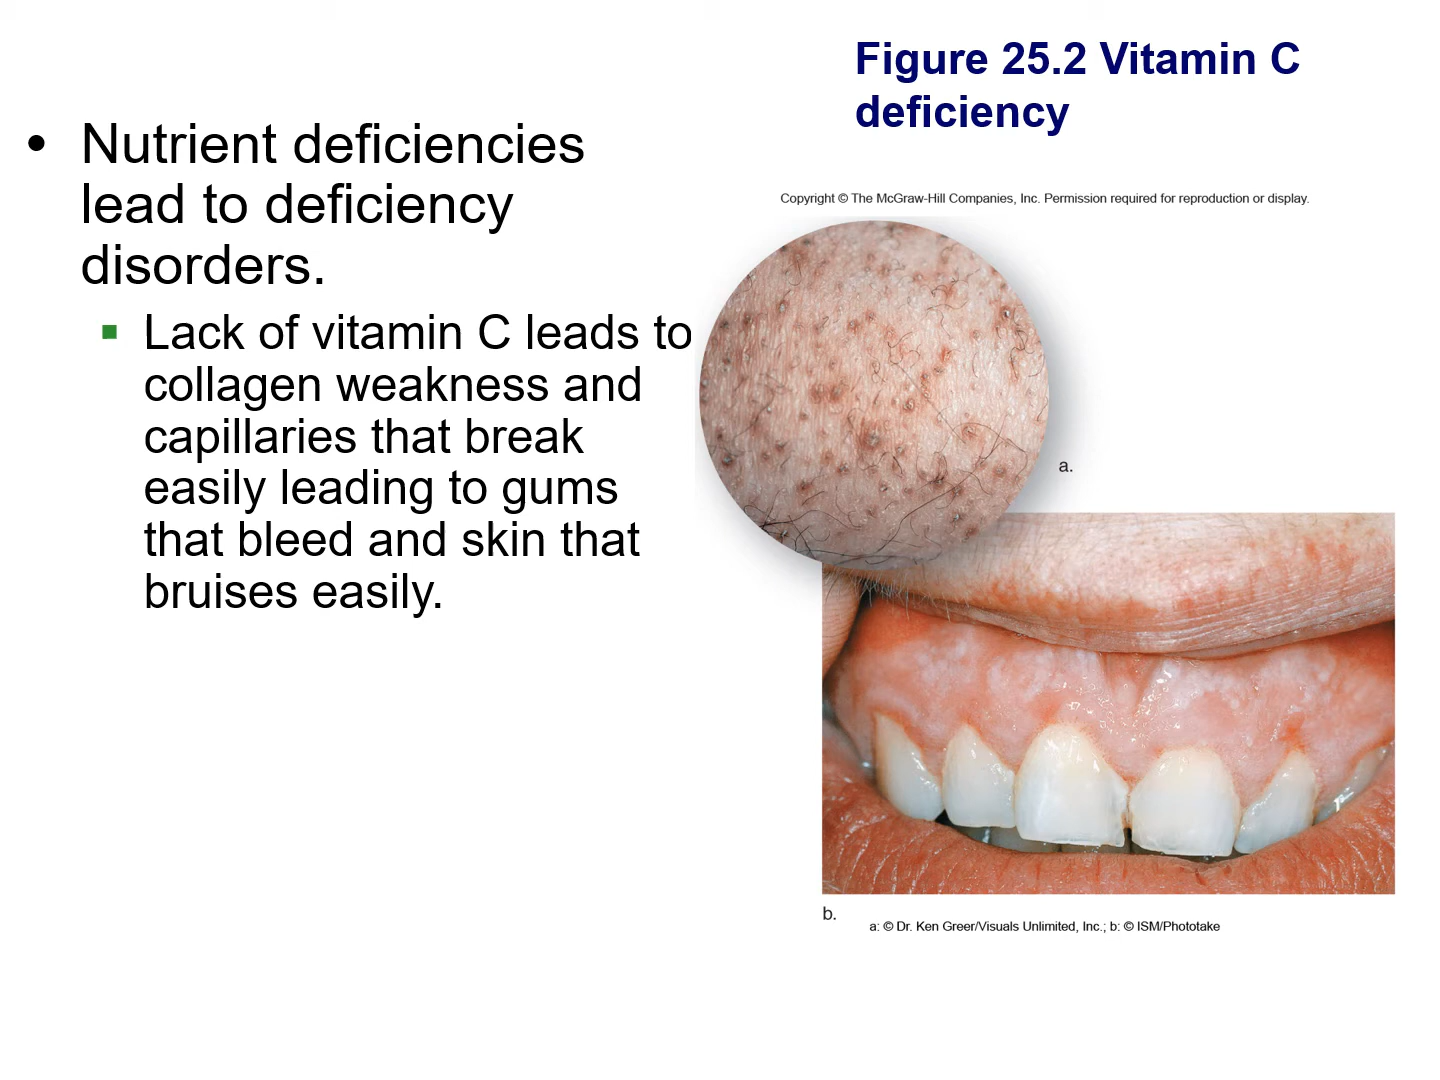 Figure 25.2 Vitamin C
deficiency
• Nutrient deficiencies
lead to deficiency
disorders.
▪ Lack of vitamin C leads to
collagen weakness and
capillaries that break
easily leading to gums
that bleed and skin that
bruises easily.
Copyright © The McGraw-Hill Companies, Inc. Permission required for reproduction or display.
a.
b.
a: © Dr. Ken Greer/Visuals Unlimited, Inc.; b: © ISM/Phototake